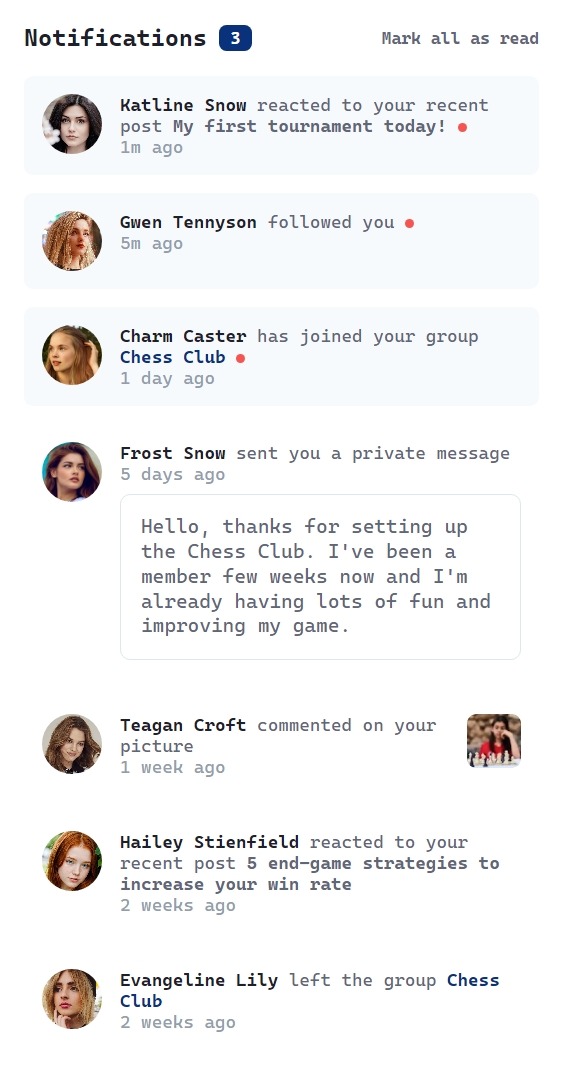 Notifications 3 Mark all as read
Katline Snow reacted to your recent
post My first tournament today!
1m ago
Gwen Tennyson followed you
5m ago
Charm Caster has joined your group
Chess Club
1 day ago
Frost Snow sent you a private message
5 days ago
Hello, thanks for setting up
the Chess Club. I've been a
member few weeks now and I'm
already having lots of fun and
improving my game.
Teagan Croft commented on your
picture
1 week ago
Hailey Stienfield reacted to your
recent post 5 end-game strategies to
increase your win rate
2 weeks ago
Evangeline Lily left the group Chess
Club
2 weeks ago